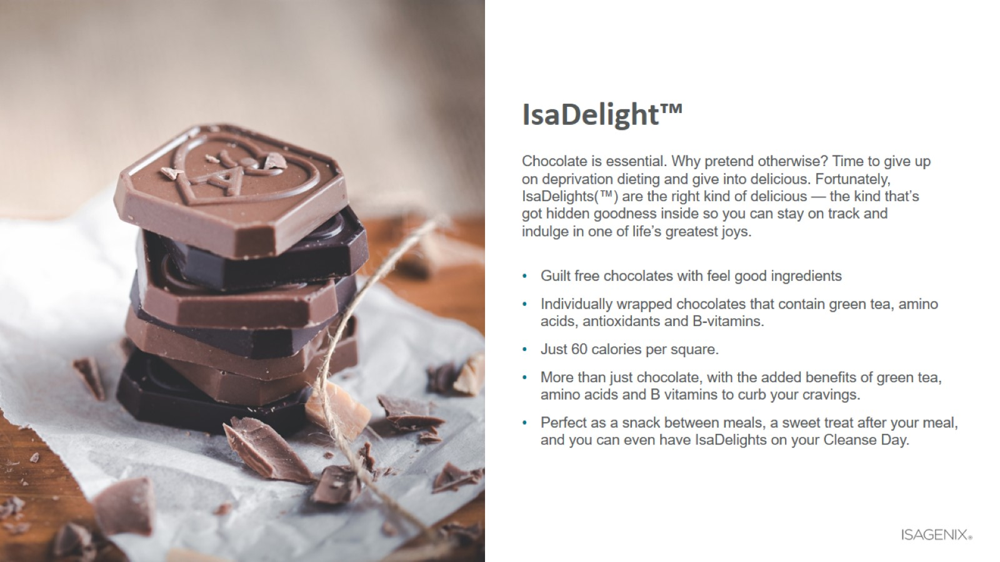 IsaDelight™
Chocolate is essential. Why pretend otherwise? Time to give up
on deprivation dieting and give into delicious. Fortunately,
IsaDelights(™) are the right kind of delicious — the kind that’s
got hidden goodness inside so you can stay on track and
indulge in one of life’s greatest joys.
• Guilt free chocolates with feel good ingredients
• Individually wrapped chocolates that contain green tea, amino
acids, antioxidants and B-vitamins.
• Just 60 calories per square.
• More than just chocolate, with the added benefits of green tea,
amino acids and B vitamins to curb your cravings.
• Perfect as a snack between meals, a sweet treat after your meal,
and you can even have IsaDelights on your Cleanse Day.
ISAGENIX®
A